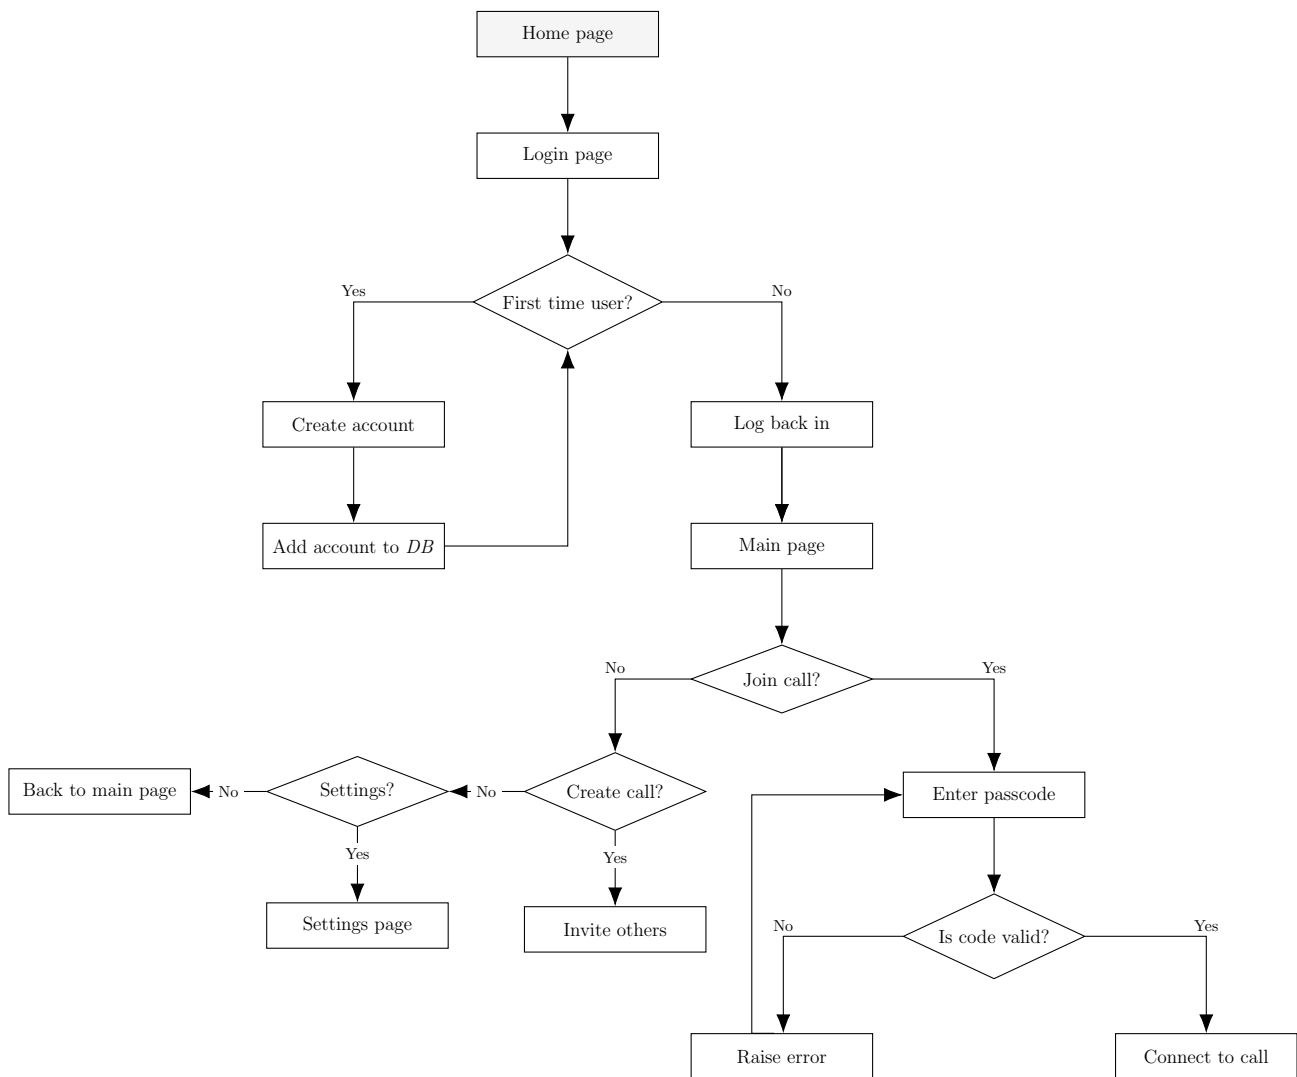 Home page
Login page
First time user?
Yes
No
Create account
Log back in
Add account to DB
Main page
Join call?
No
Yes
Back to main page
No
Settings?
No
Create call?
Enter passcode
Yes
Yes
Settings page
Invite others
Is code valid?
No
Yes
Raise error
Connect to call